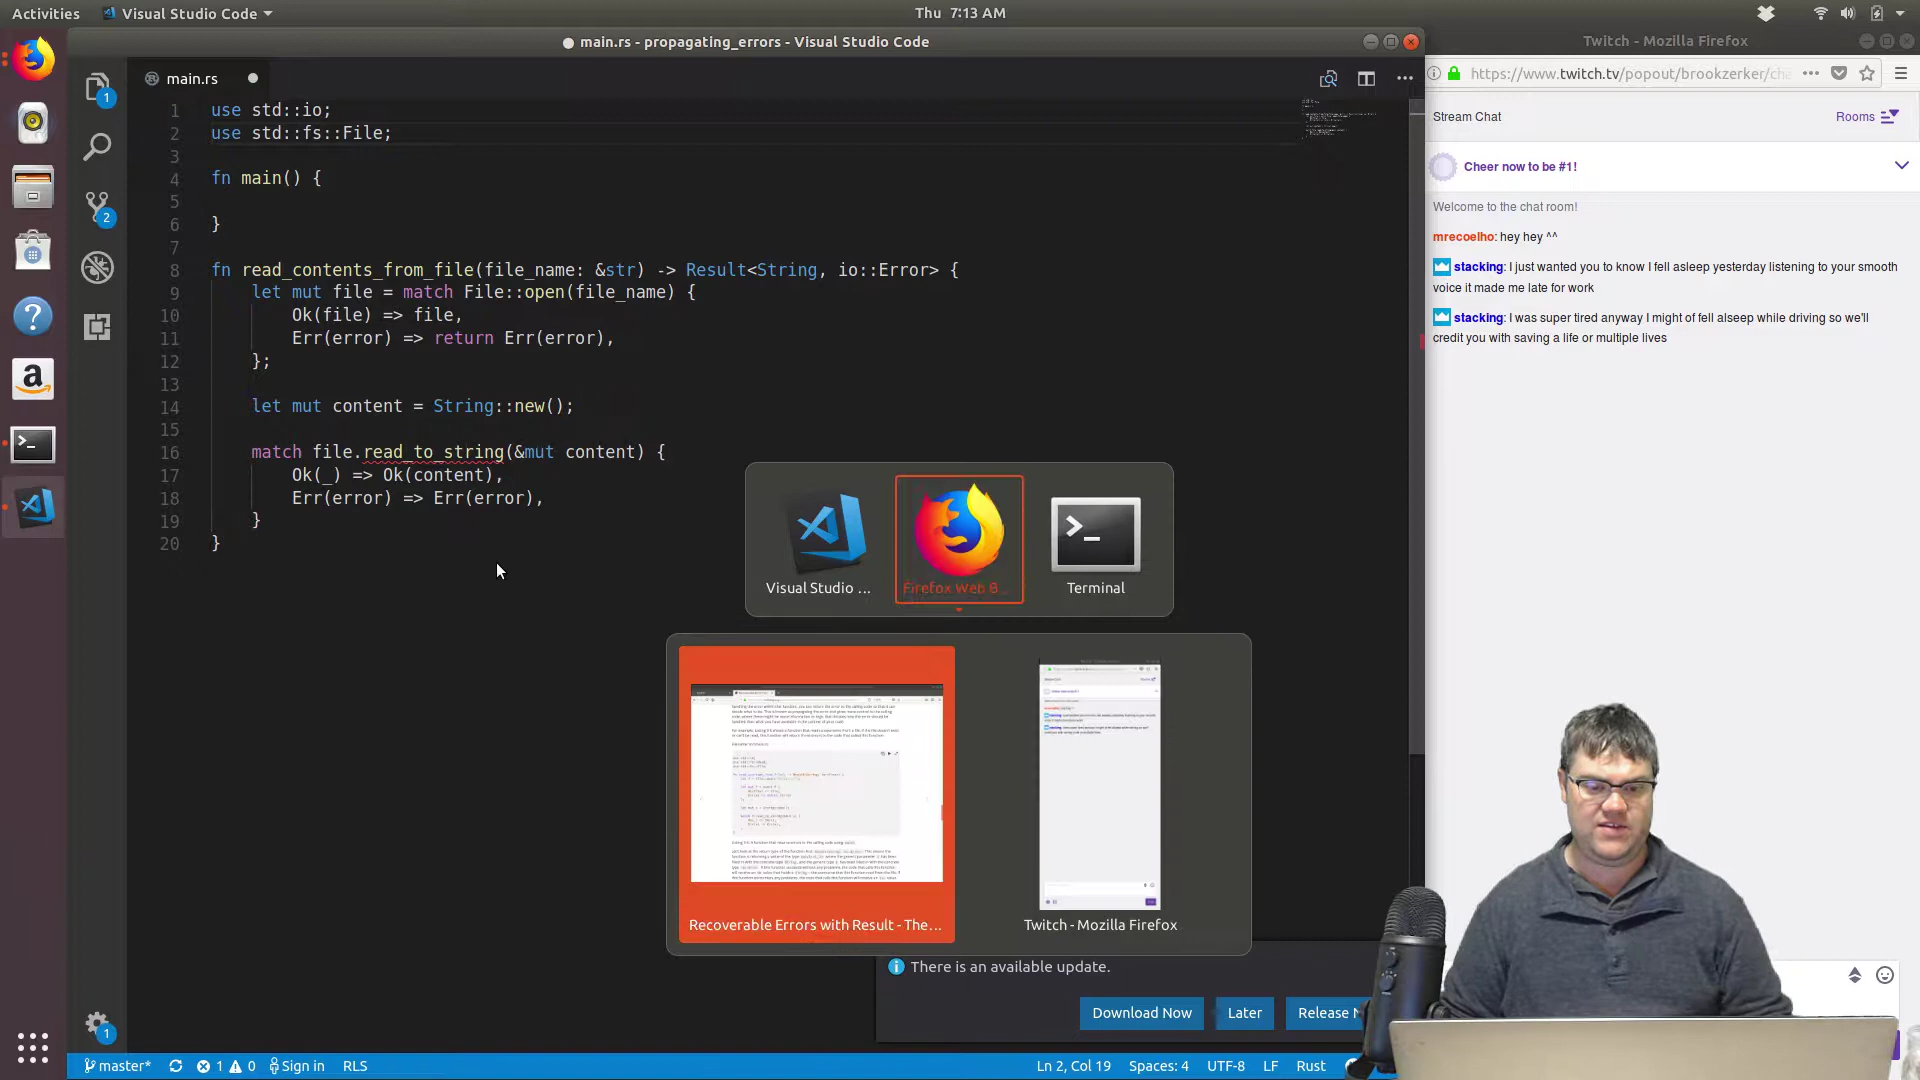 Activities
Visual Studio Code
Thu 7:13 AM
main.rs - propagating_errors - Visual Studio Code
Twitch - Mozilla Firefox
main.rs
https://www.twitch.tv/popout/brookzerker/cha
1 use std::io;
2 use std::fs::File;
3
4 fn main() {
5
6 }
7
8 fn read_contents_from_file(file_name: &str) -> Result<String, io::Error> {
9 let mut file = match File::open(file_name) {
10 Ok(file) => file,
11 Err(error) => return Err(error),
12 };
13
14 let mut content = String::new();
15
16 match file.read_to_string(&mut content) {
17 Ok(_) => Ok(content),
18 Err(error) => Err(error),
19 }
20 }
1
2
1
Stream Chat
Rooms
Cheer now to be #1!
Welcome to the chat room!
mrecoelho: hey hey ^^
stacking: I just wanted you to know I fell asleep yesterday listening to your smooth
voice it made me late for work
stacking: I was super tired anyway I might of fell alseep while driving so we'll
credit you with saving a life or multiple lives
Visual Studio ...
Firefox Web B...
Terminal
Recoverable Errors with Result - The...
Twitch - Mozilla Firefox
There is an available update.
Download Now
Later
Release N
master*
1
0
Sign in
RLS
Ln 2, Col 19
Spaces: 4
UTF-8
LF
Rust